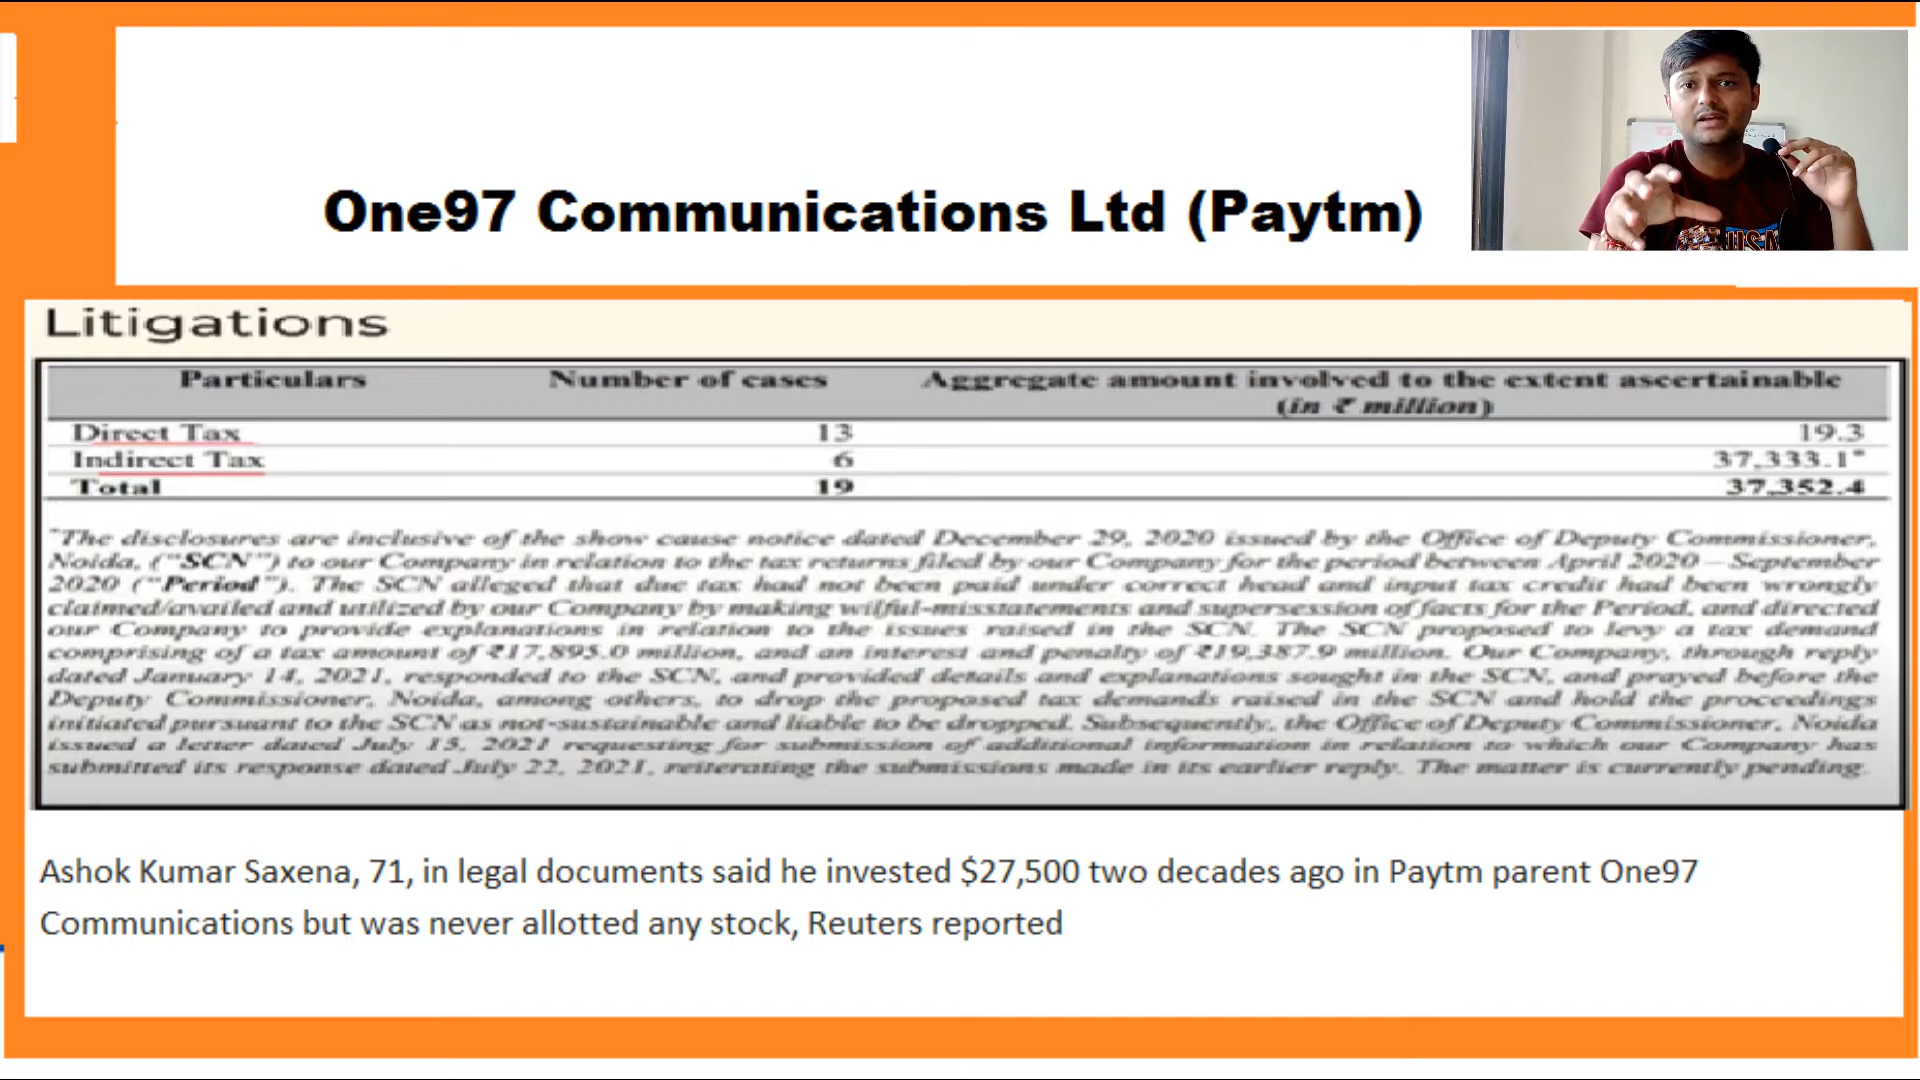 One97 Communications Ltd (Paytm)
Litigations
Particulars Number of cases Aggregate amount involved to the extent ascertainable
(in ₹ million)
Direct Tax 13 19.3
Indirect Tax 6 37,333.1*
Total 19 37,352.4
*The disclosures are inclusive of the show cause notice dated December 29, 2020 issued by the Office of Deputy Commissioner,
Noida, ("SCN") to our Company in relation to the tax returns filed by our Company for the period between April 2020 – September
2020 ("Period"). The SCN alleged that due tax had not been paid under correct head and input tax credit had been wrongly
claimed/availed and utilized by our Company by making wilful-misstatements and supersession of facts for the Period, and directed
our Company to provide explanations in relation to the issues raised in the SCN. The SCN proposed to levy a tax demand
comprising of a tax amount of ₹17,895.0 million, and an interest and penalty of ₹19,387.9 million. Our Company, through reply
dated January 14, 2021, responded to the SCN, and provided details and explanations sought in the SCN, and prayed before the
Deputy Commissioner, Noida, among others, to drop the proposed tax demands raised in the SCN and hold the proceedings
initiated pursuant to the SCN as not-sustainable and liable to be dropped. Subsequently, the Office of Deputy Commissioner, Noida
issued a letter dated July 15, 2021 requesting for submission of additional information in relation to which our Company has
submitted its response dated July 22, 2021, reiterating the submissions made in its earlier reply. The matter is currently pending.
Ashok Kumar Saxena, 71, in legal documents said he invested $27,500 two decades ago in Paytm parent One97
Communications but was never allotted any stock, Reuters reported
USA